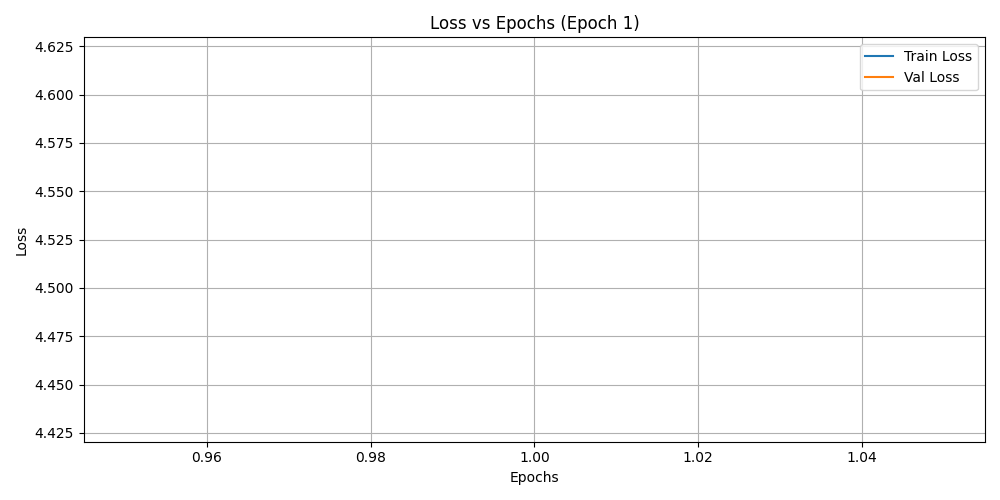 Loss vs Epochs (Epoch 1)
Train Loss
Val Loss
4.625
4.600
4.575
4.550
4.525
4.500
4.475
4.450
4.425
Loss
0.96 0.98 1.00 1.02 1.04
Epochs